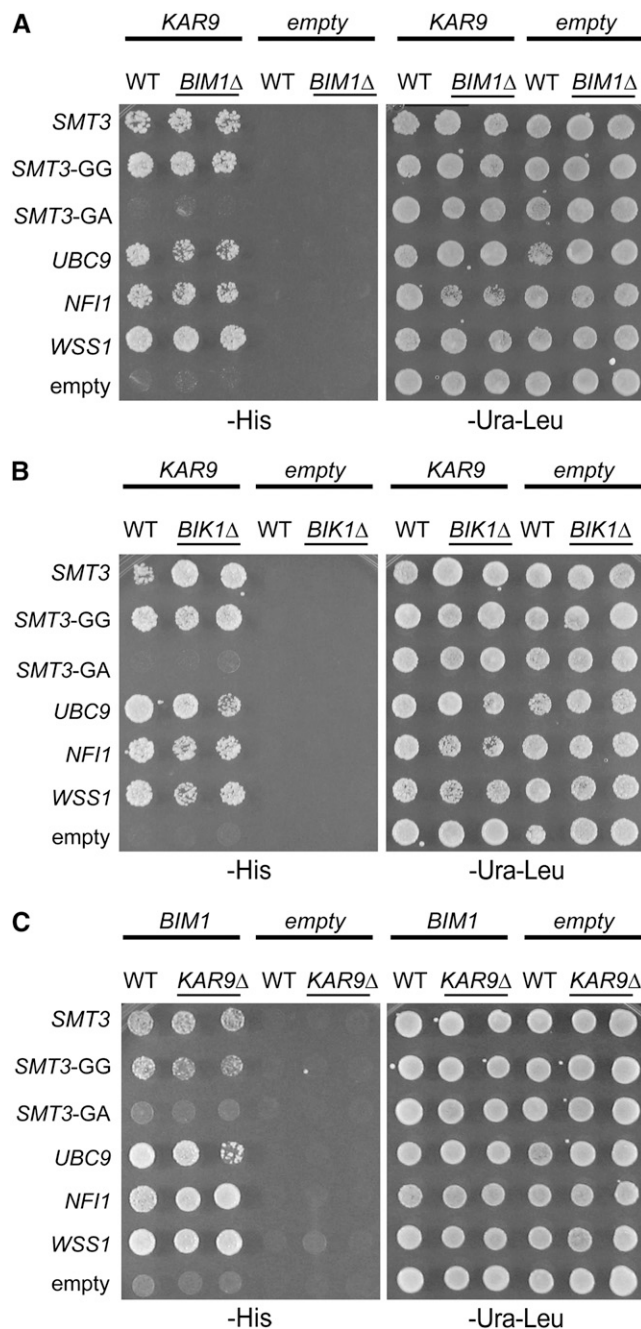 A
KAR9 empty KAR9 empty
WT BIM1Δ WT BIM1Δ WT BIM1Δ WT BIM1Δ
SMT3
SMT3-GG
SMT3-GA
UBC9
NFI1
WSS1
empty
-His -Ura-Leu
B
KAR9 empty KAR9 empty
WT BIK1Δ WT BIK1Δ WT BIK1Δ WT BIK1Δ
SMT3
SMT3-GG
SMT3-GA
UBC9
NFI1
WSS1
empty
-His -Ura-Leu
C
BIM1 empty BIM1 empty
WT KAR9Δ WT KAR9Δ WT KAR9Δ WT KAR9Δ
SMT3
SMT3-GG
SMT3-GA
UBC9
NFI1
WSS1
empty
-His -Ura-Leu